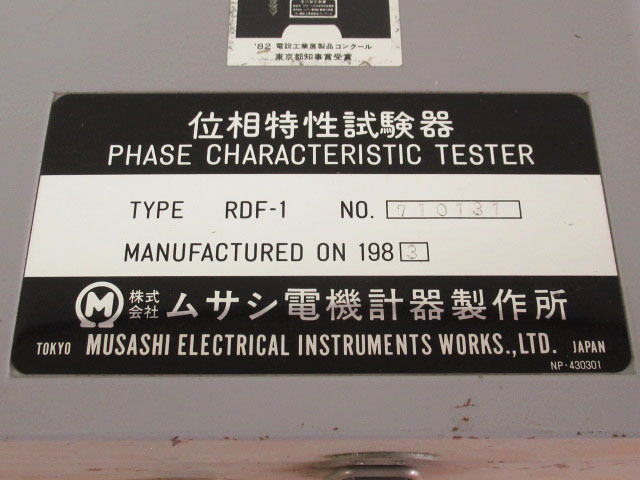 '82 電設工業展製品コンクール
東京都知事賞受賞
位相特性試験器
PHASE CHARACTERISTIC TESTER
TYPE RDF-1 NO. 710131
MANUFACTURED ON 1983
M 株式会社 ムサシ電機計器製作所
TOKYO MUSASHI ELECTRICAL INSTRUMENTS WORKS.,LTD. JAPAN
NP-430301